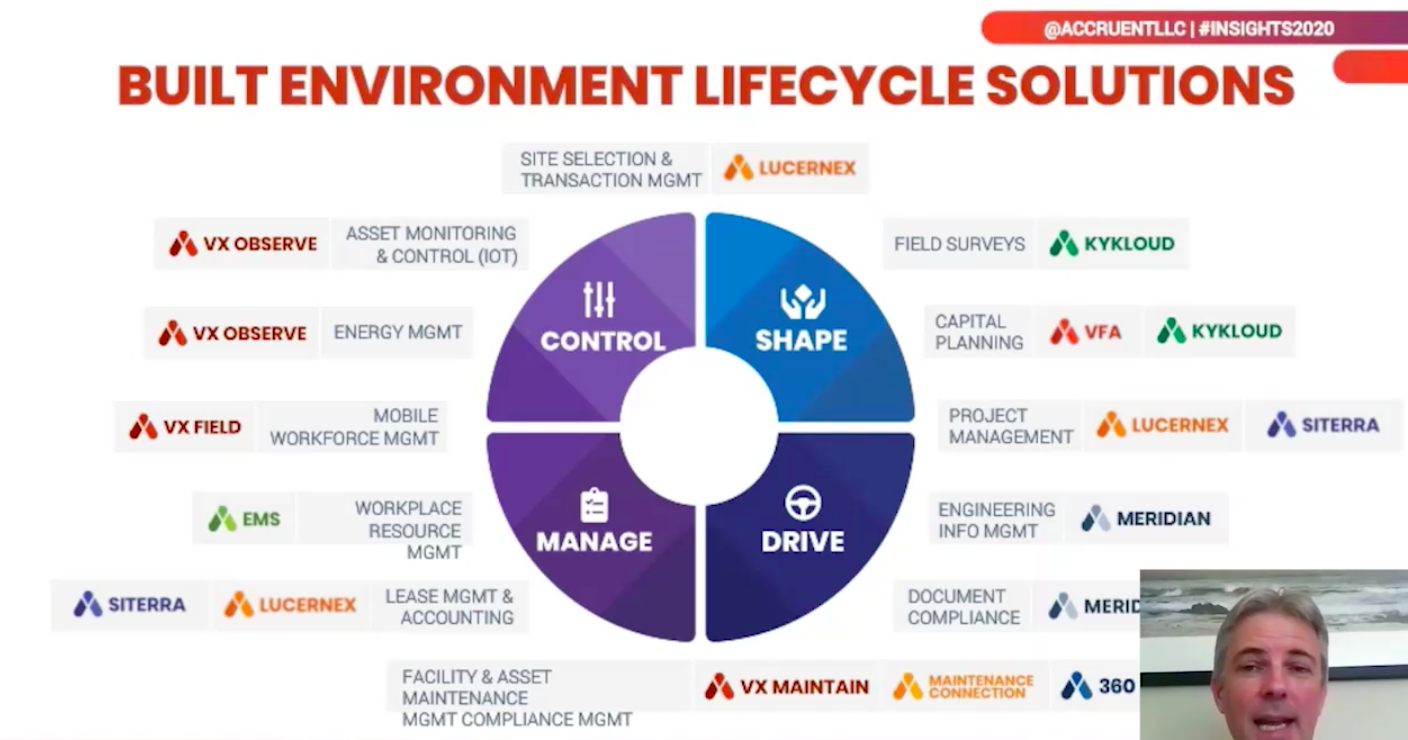 @ACCRUENTLLC | #INSIGHTS2020
BUILT ENVIRONMENT LIFECYCLE SOLUTIONS
SITE SELECTION &
TRANSACTION MGMT
LUCERNEX
VX OBSERVE
ASSET MONITORING
& CONTROL (IOT)
FIELD SURVEYS
KYKLOUD
CONTROL
SHAPE
VX OBSERVE
ENERGY MGMT
CAPITAL
PLANNING
VFA
KYKLOUD
VX FIELD
MOBILE
WORKFORCE MGMT
PROJECT
MANAGEMENT
LUCERNEX
SITERRA
EMS
WORKPLACE
RESOURCE
MGMT
MANAGE
DRIVE
ENGINEERING
INFO MGMT
MERIDIAN
SITERRA
LUCERNEX
LEASE MGMT &
ACCOUNTING
DOCUMENT
COMPLIANCE
MERID
FACILITY & ASSET
MAINTENANCE
MGMT COMPLIANCE MGMT
VX MAINTAIN
MAINTENANCE
CONNECTION
360